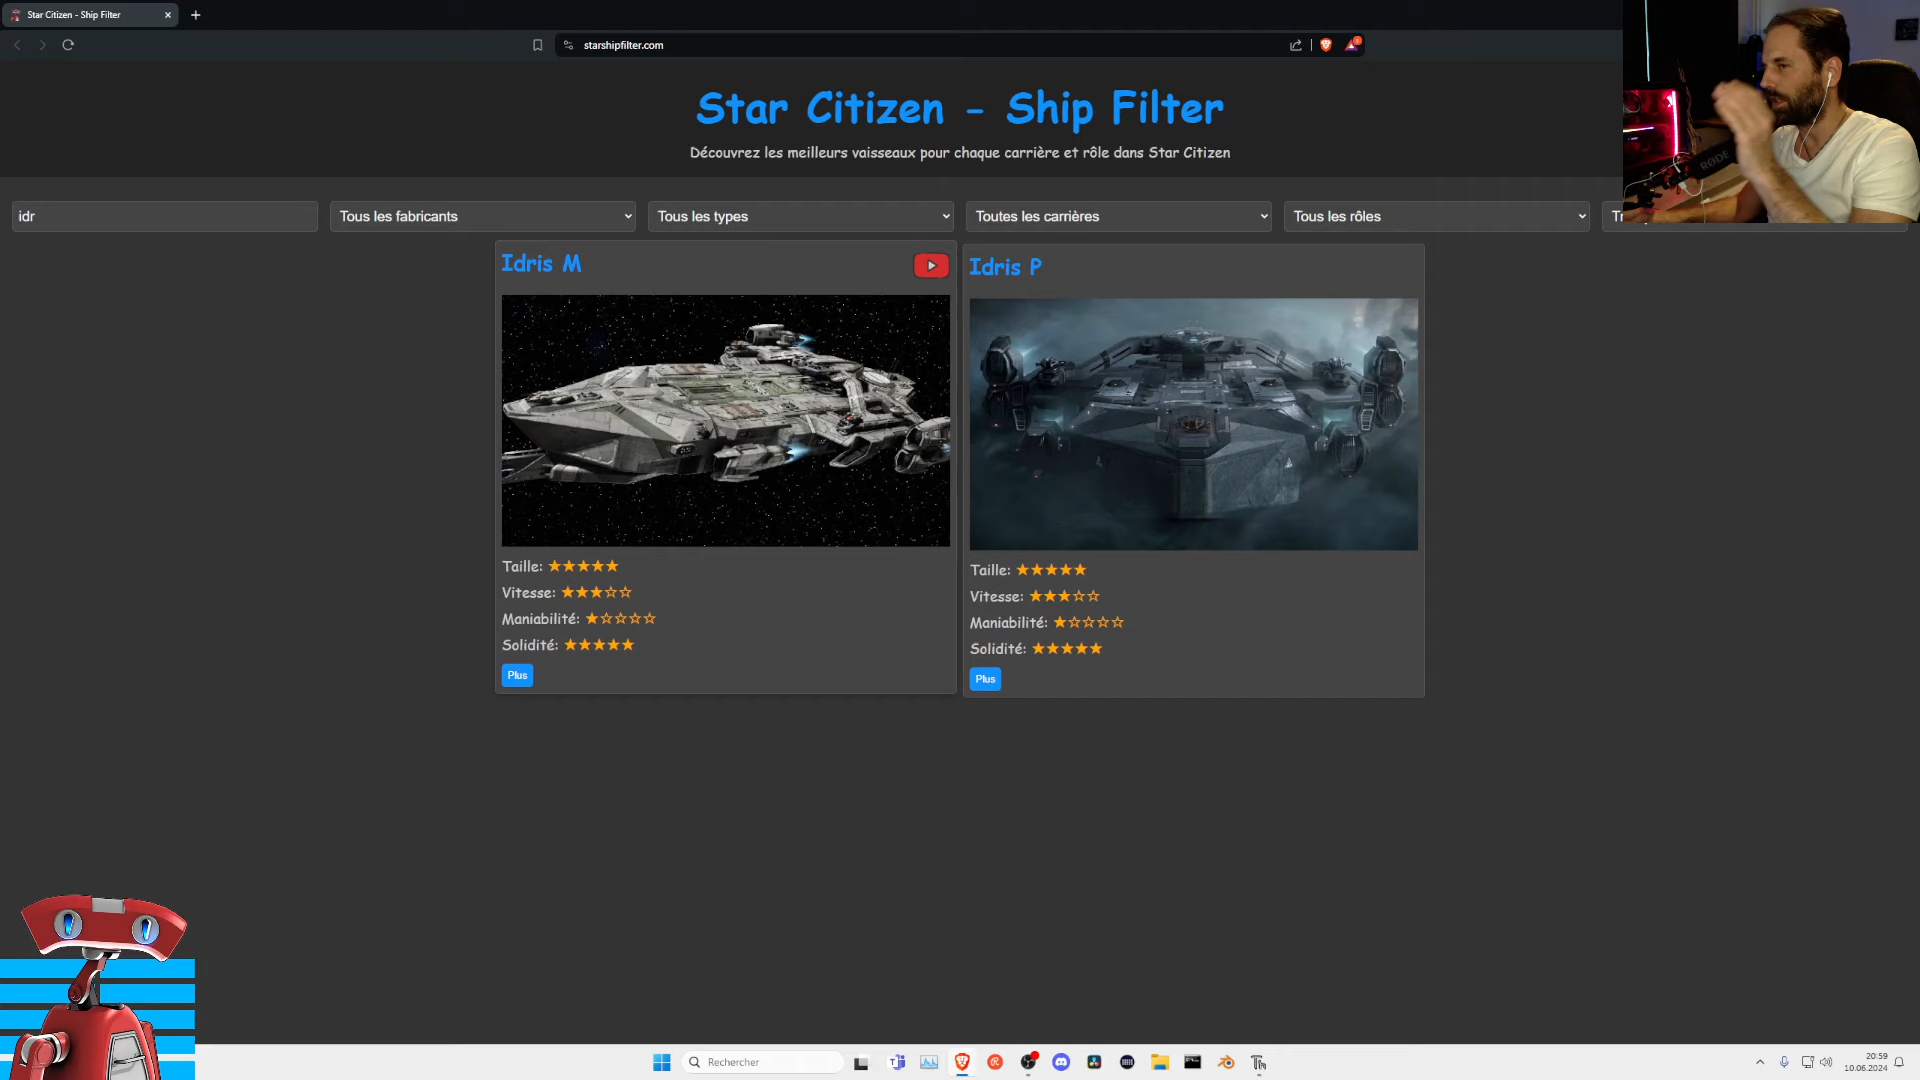 Star Citizen - Ship Filter
starshipfilter.com
Star Citizen - Ship Filter
Découvrez les meilleurs vaisseaux pour chaque carrière et rôle dans Star Citizen
idr
Tous les fabricants
Tous les types
Toutes les carrières
Tous les rôles
RØDE
Idris M
Taille: ★★★★★
Vitesse: ★★★☆☆
Maniabilité: ★☆☆☆☆
Solidité: ★★★★★
Plus
Idris P
Taille: ★★★★★
Vitesse: ★★★☆☆
Maniabilité: ★☆☆☆☆
Solidité: ★★★★★
Plus
Rechercher
20:59
10.06.2024